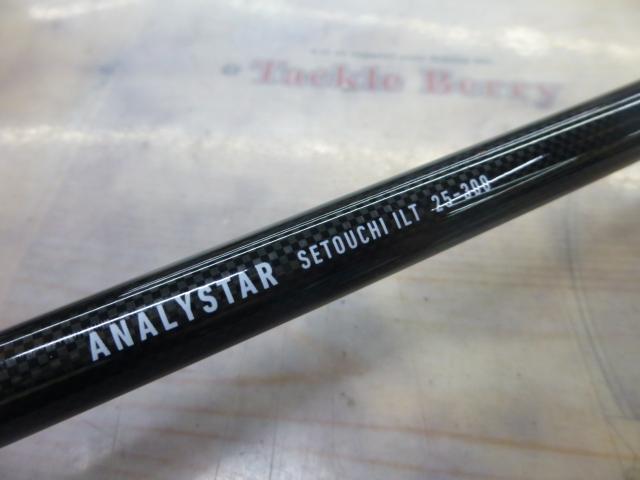 Tackle Berry
ANALYSTAR SETOUCHI ILT 25-300